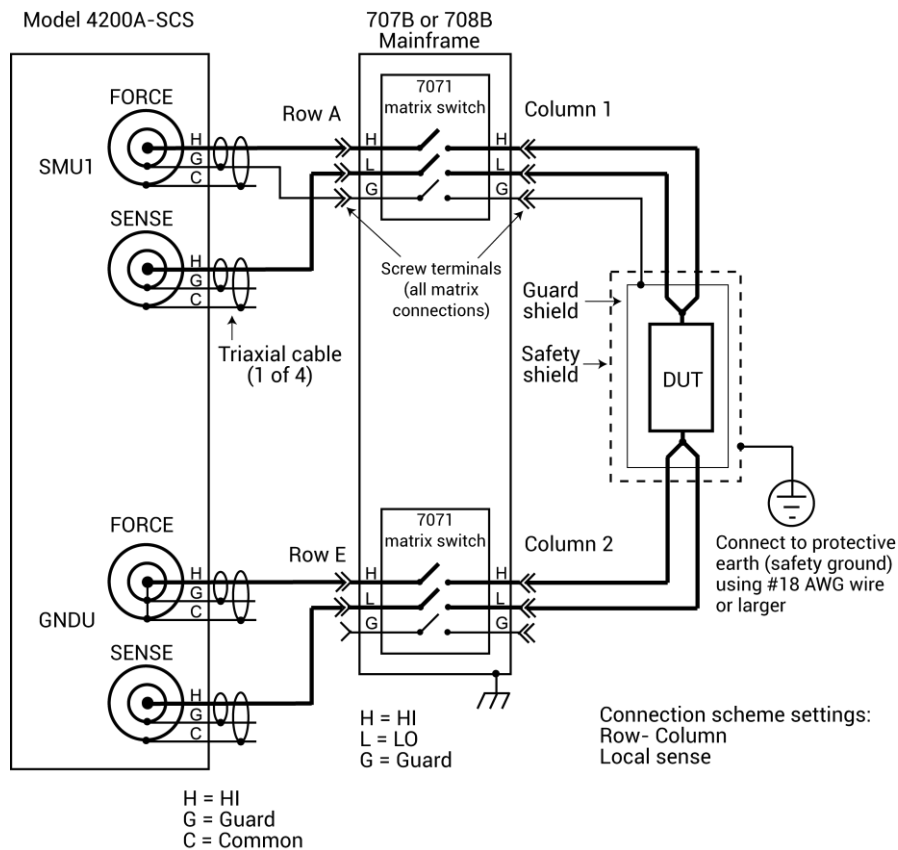 Model 4200A-SCS
707B or 708B
Mainframe
FORCE
H
G
C
SMU1
SENSE
H
G
C
Triaxial cable
(1 of 4)
Row A
7071
matrix switch
H
L
G
H
L
G
Column 1
Screw terminals
(all matrix
connections)
Guard
shield
Safety
shield
DUT
FORCE
H
G
C
GNDU
SENSE
H
G
C
Row E
7071
matrix switch
H
L
G
H
L
G
Column 2
Connect to protective
earth (safety ground)
using #18 AWG wire
or larger
H = HI
L = LO
G = Guard
Connection scheme settings:
Row- Column
Local sense
H = HI
G = Guard
C = Common